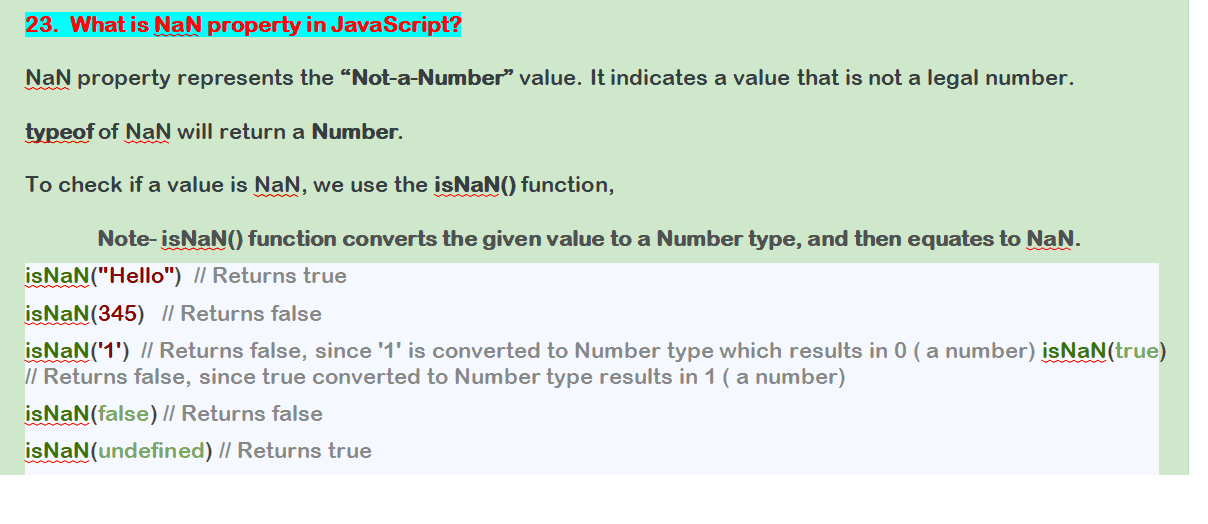 23.  What is NaN property in JavaScript?
NaN property represents the “Not-a-Number” value. It indicates a value that is not a legal number.
typeof of NaN will return a Number.
To check if a value is NaN, we use the isNaN() function,
Note- isNaN() function converts the given value to a Number type, and then equates to NaN.
isNaN("Hello")  // Returns true
isNaN(345)   // Returns false
isNaN('1')  // Returns false, since '1' is converted to Number type which results in 0 ( a number) isNaN(true)
// Returns false, since true converted to Number type results in 1 ( a number)
isNaN(false) // Returns false
isNaN(undefined) // Returns true